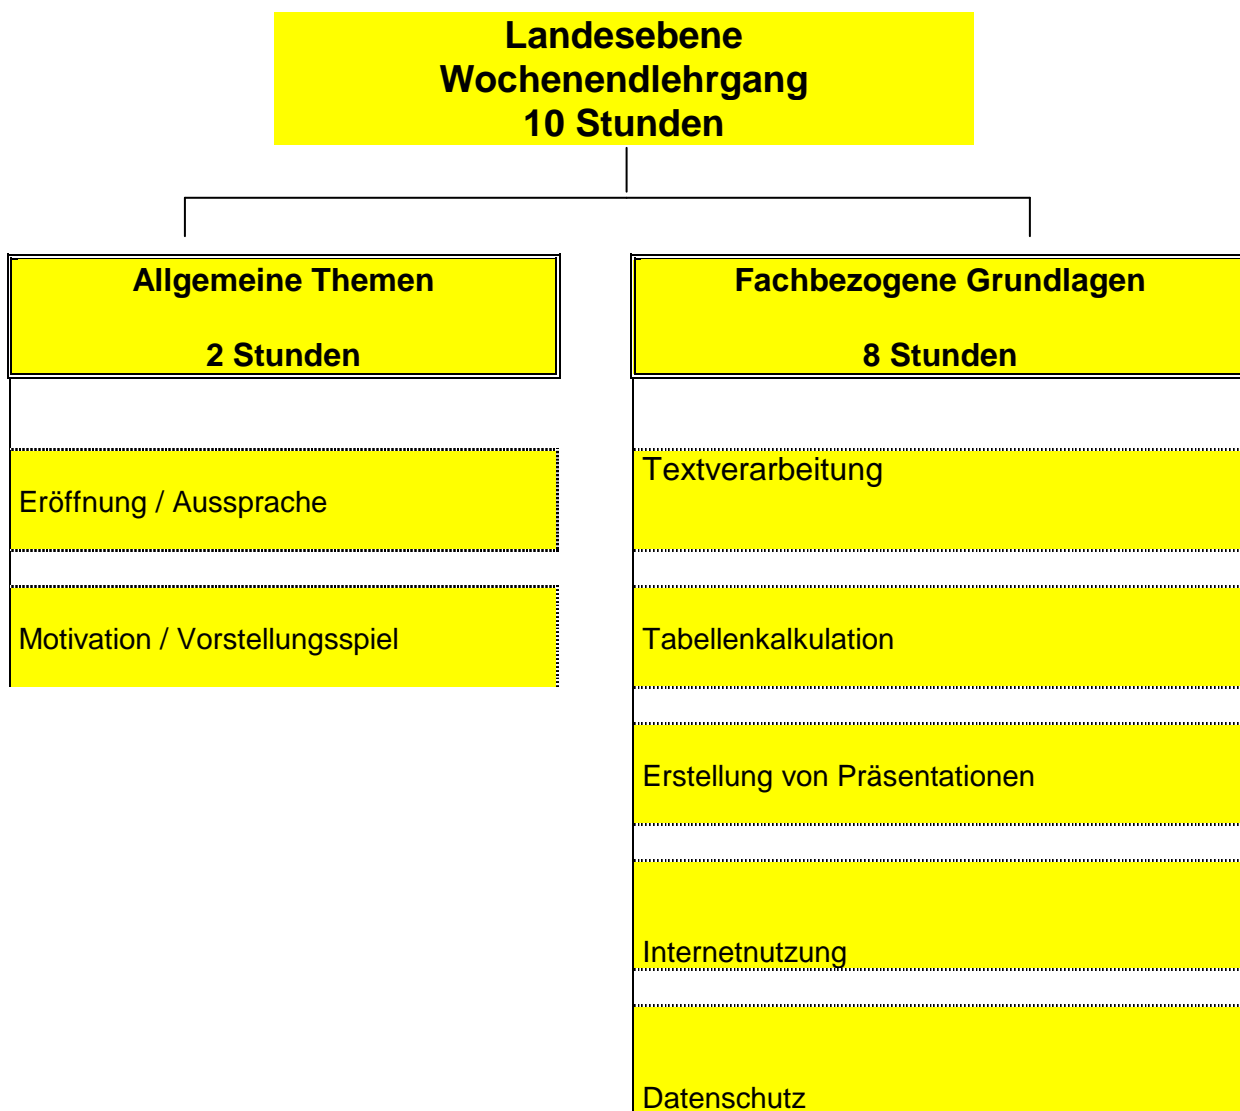 Landesebene
Wochenendlehrgang
10 Stunden
Allgemeine Themen
2 Stunden
Eröffnung / Aussprache
Motivation / Vorstellungsspiel
Fachbezogene Grundlagen
8 Stunden
Textverarbeitung
Tabellenkalkulation
Erstellung von Präsentationen
Internetnutzung
Datenschutz